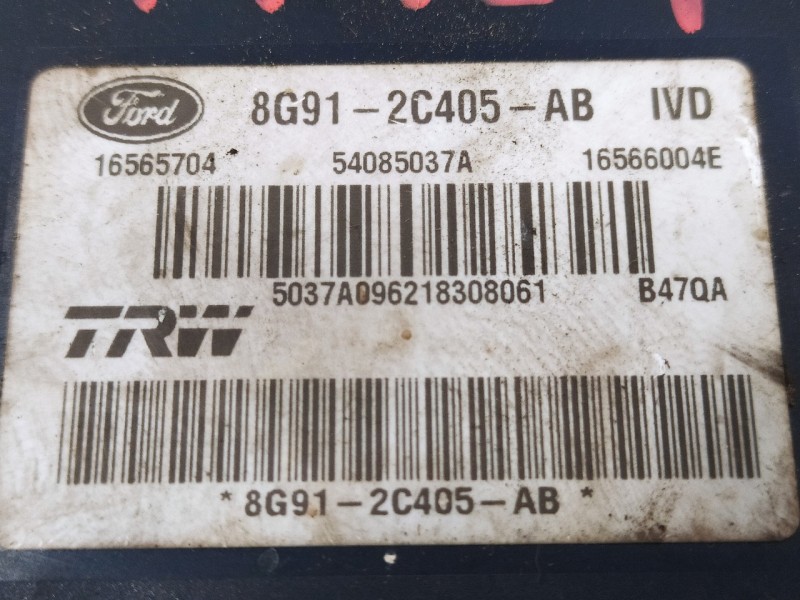 Ford 8G91-2C405-AB IVD
16565704 54085037A 16566004E
5037A096218308061 B47QA
TRW
*8G91-2C405-AB*